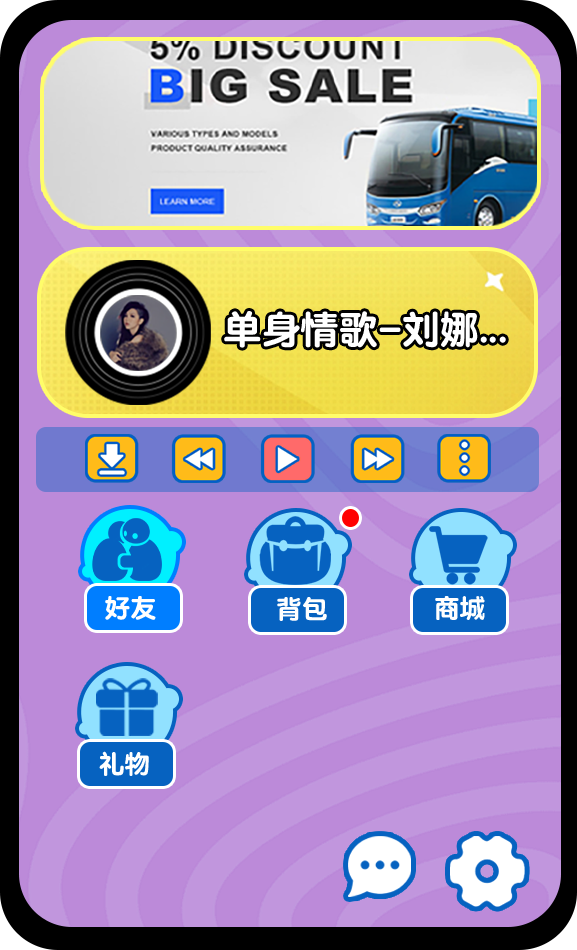 5% DISCOUNT
BIG SALE
VARIOUS TYPES AND MODELS
PRODUCT QUALITY ASSURANCE
LEARN MORE
单身情歌-刘娜...
好友
背包
商城
礼物